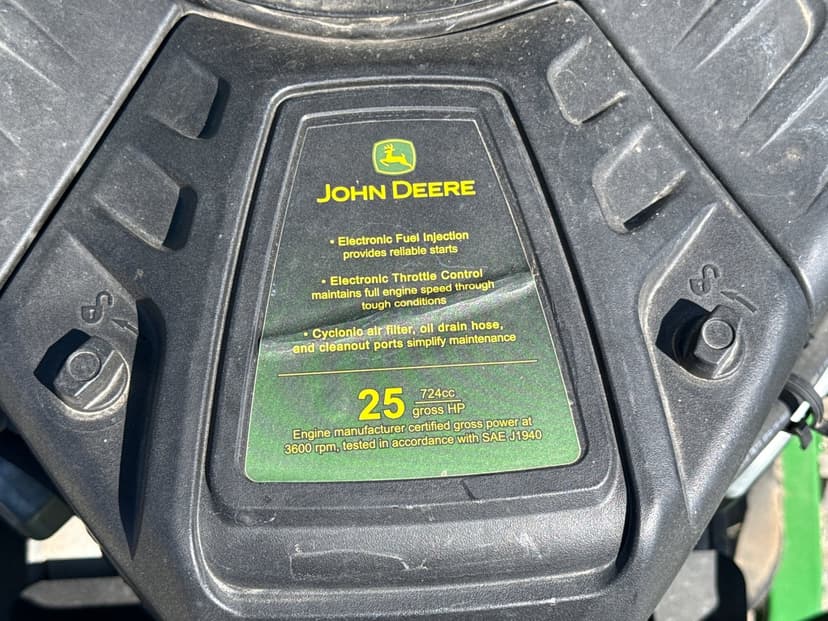 JOHN DEERE
• Electronic Fuel Injection
provides reliable starts
• Electronic Throttle Control
maintains full engine speed through
tough conditions
• Cyclonic air filter, oil drain hose,
and cleanout ports simplify maintenance
25 724cc
gross HP
Engine manufacturer certified gross power at
3600 rpm, tested in accordance with SAE J1940